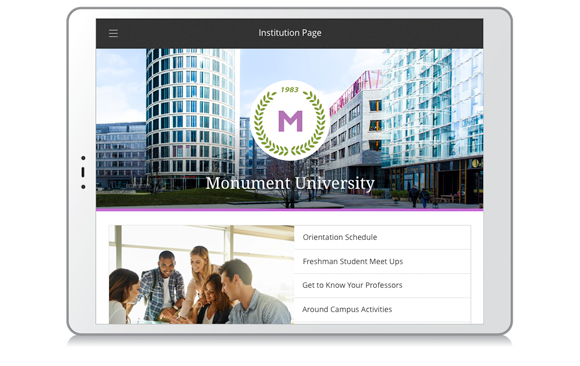 Institution Page
1983
M
Monument University
Orientation Schedule
Freshman Student Meet Ups
Get to Know Your Professors
Around Campus Activities